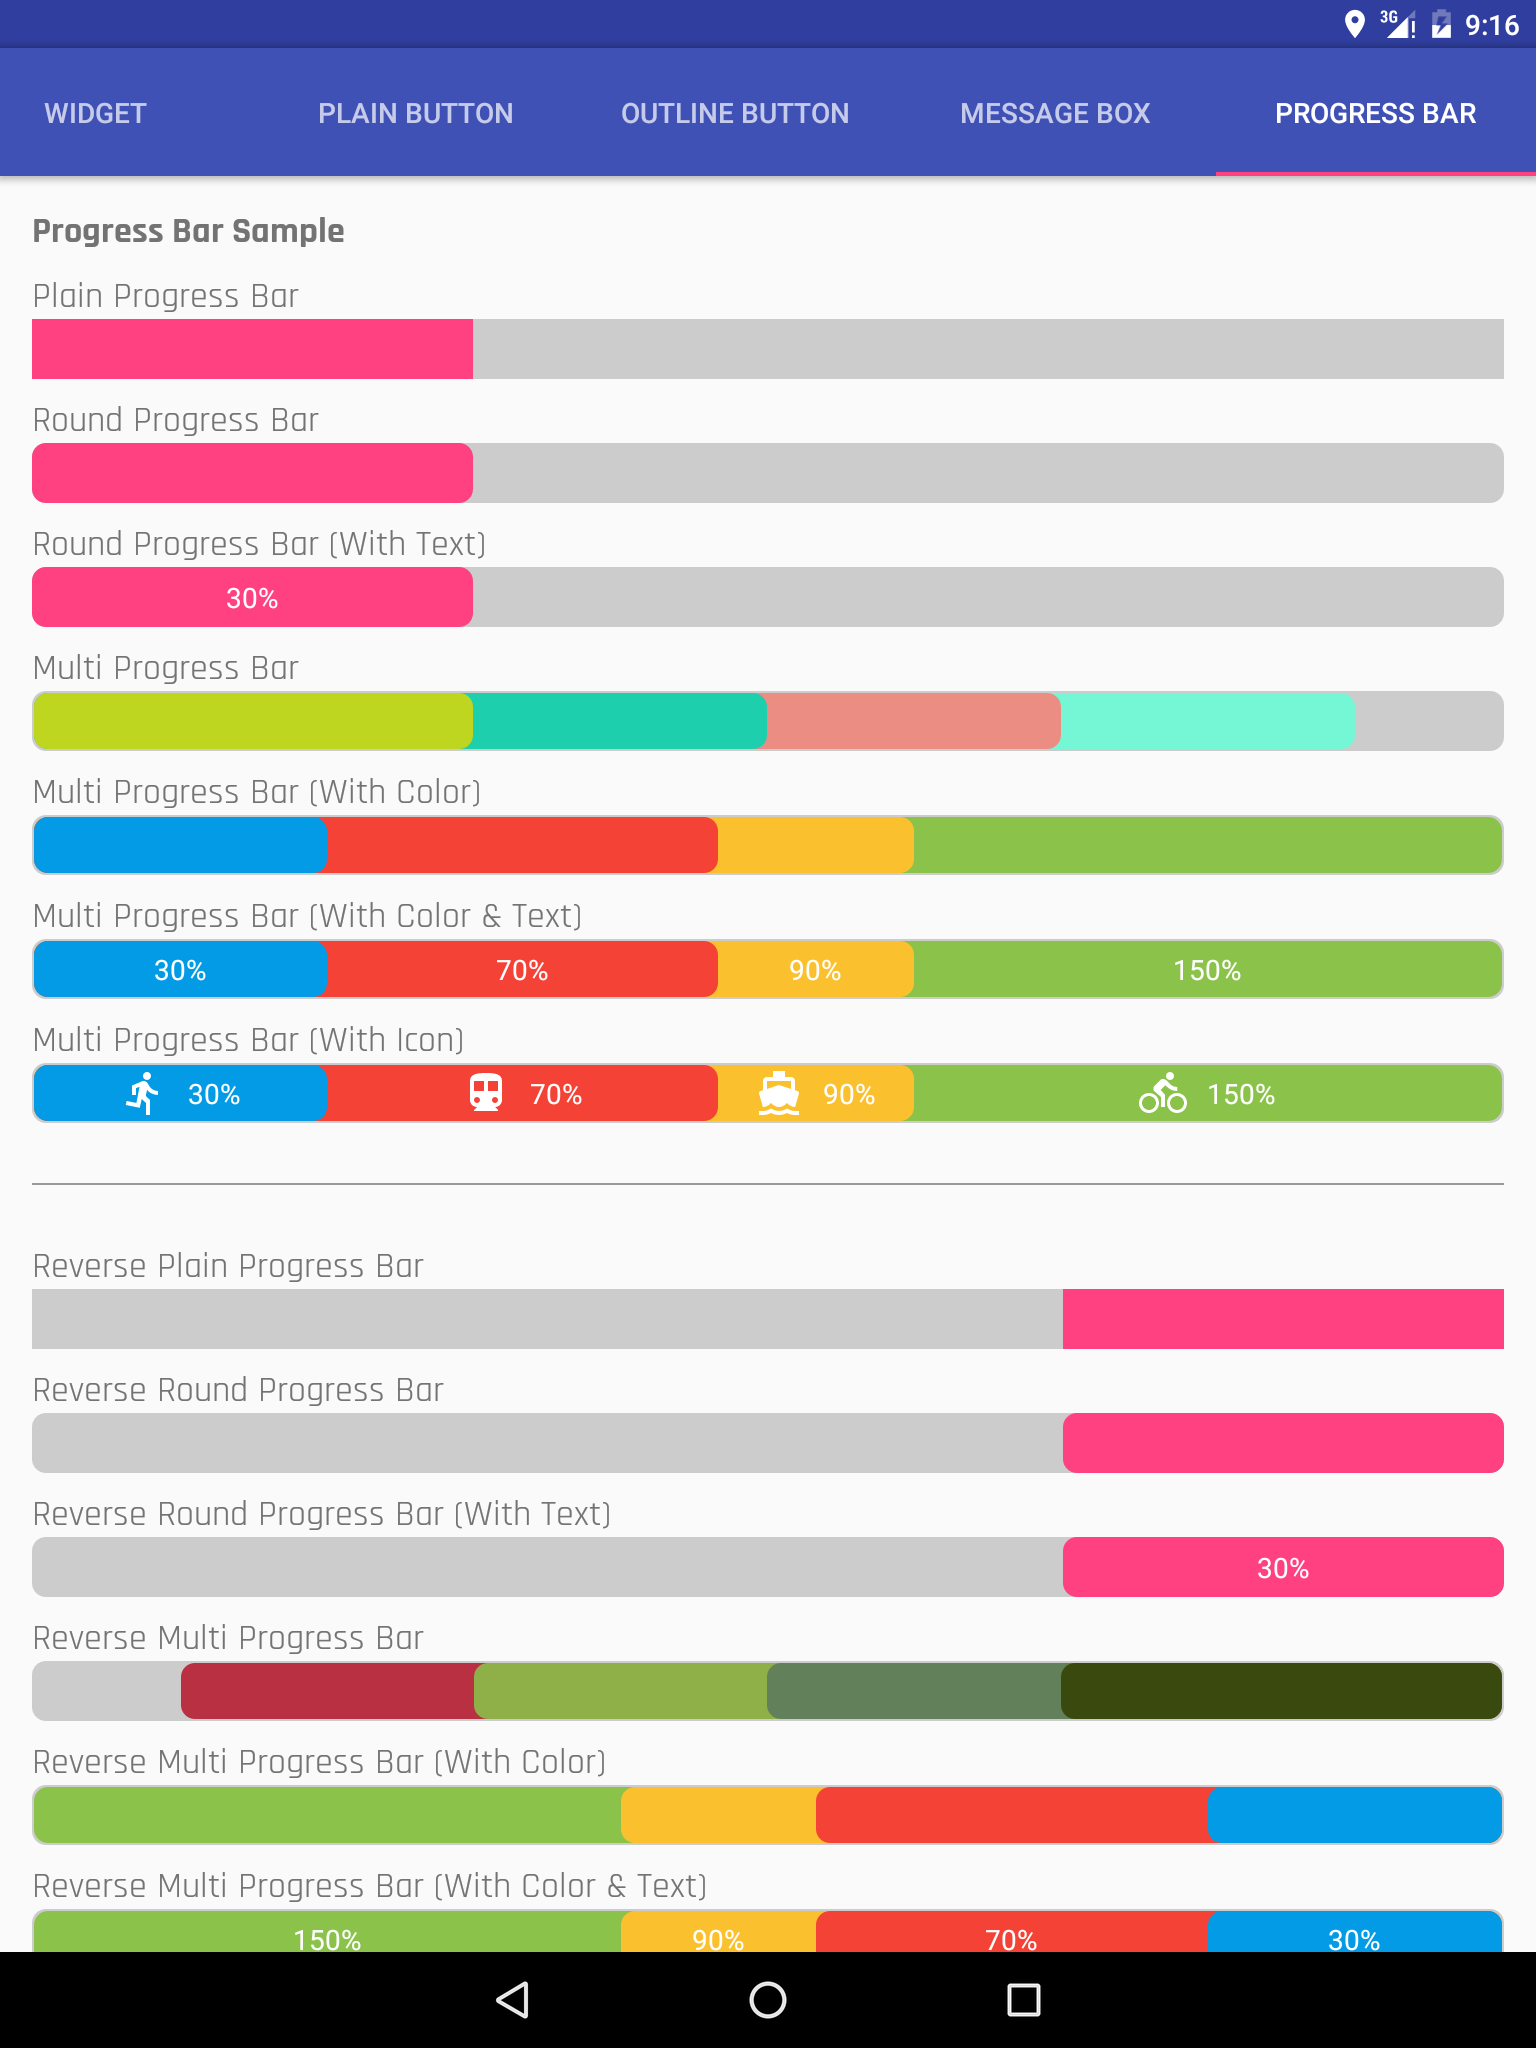 3G 9:16
WIDGET PLAIN BUTTON OUTLINE BUTTON MESSAGE BOX PROGRESS BAR
Progress Bar Sample
Plain Progress Bar
Round Progress Bar
Round Progress Bar (With Text)
30%
Multi Progress Bar
Multi Progress Bar (With Color)
Multi Progress Bar (With Color & Text)
30% 70% 90% 150%
Multi Progress Bar (With Icon)
30% 70% 90% 150%
Reverse Plain Progress Bar
Reverse Round Progress Bar
Reverse Round Progress Bar (With Text)
30%
Reverse Multi Progress Bar
Reverse Multi Progress Bar (With Color)
Reverse Multi Progress Bar (With Color & Text)
150% 90% 70% 30%